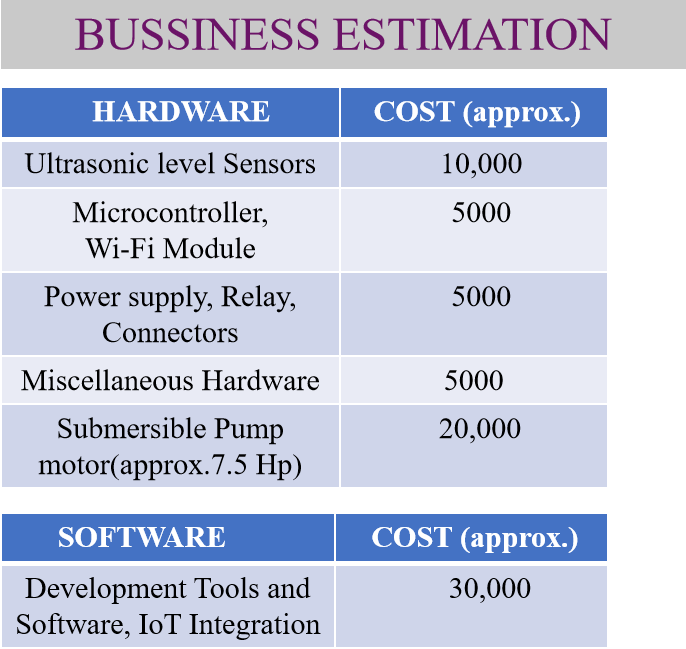 BUSSINESS ESTIMATION
HARDWARE COST (approx.)
Ultrasonic level Sensors 10,000
Microcontroller, 5000
Wi-Fi Module
Power supply, Relay, 5000
Connectors
Miscellaneous Hardware 5000
Submersible Pump 20,000
motor(approx.7.5 Hp)
SOFTWARE COST (approx.)
Development Tools and 30,000
Software, IoT Integration